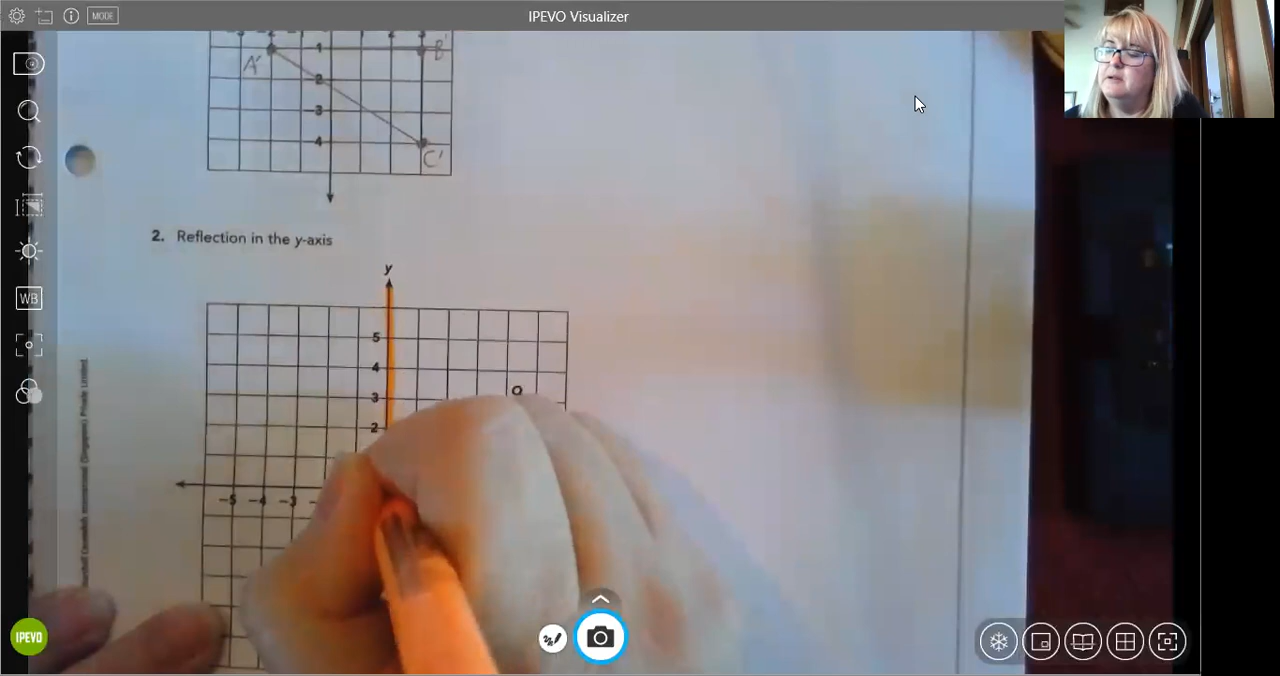 IPEVO Visualizer
MODE
1
B'
A'
2
-3
4
C'
WB
2. Reflection in the y-axis
y
5
4
3
Q
2
-5 -4 -3
IPEVO